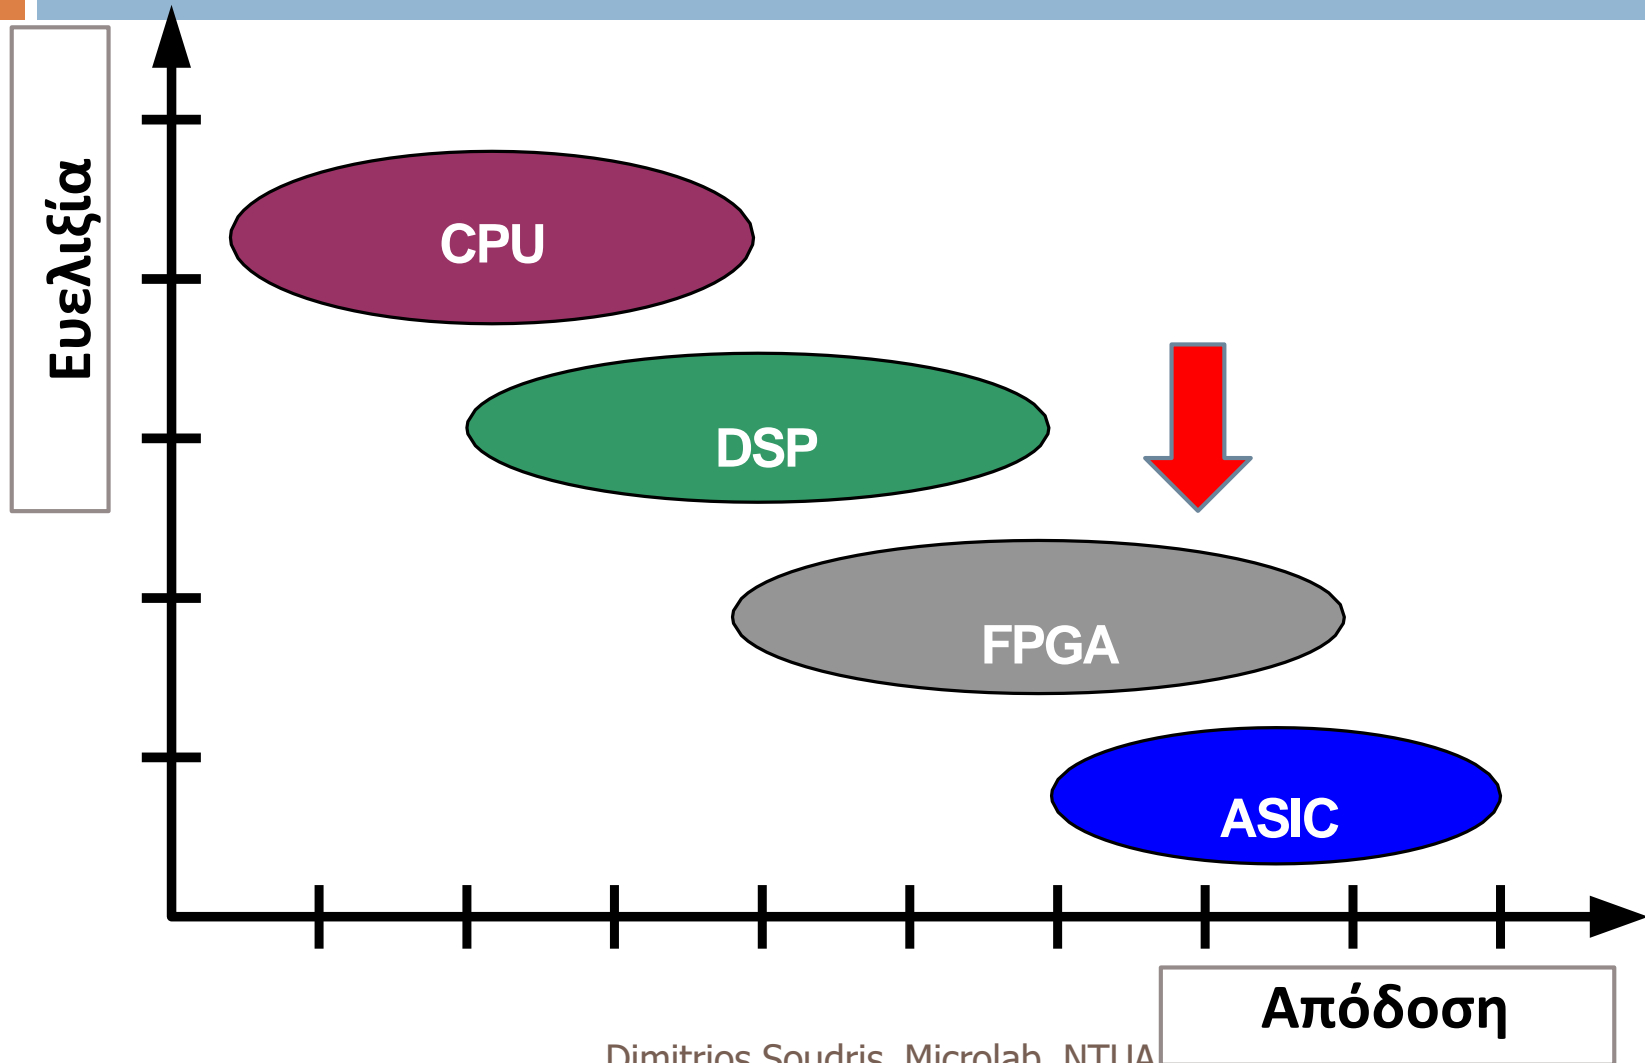 Ευελιξία
CPU
DSP
FPGA
ASIC
Απόδοση
Dimitrios Soudris, Microlab, NTUA